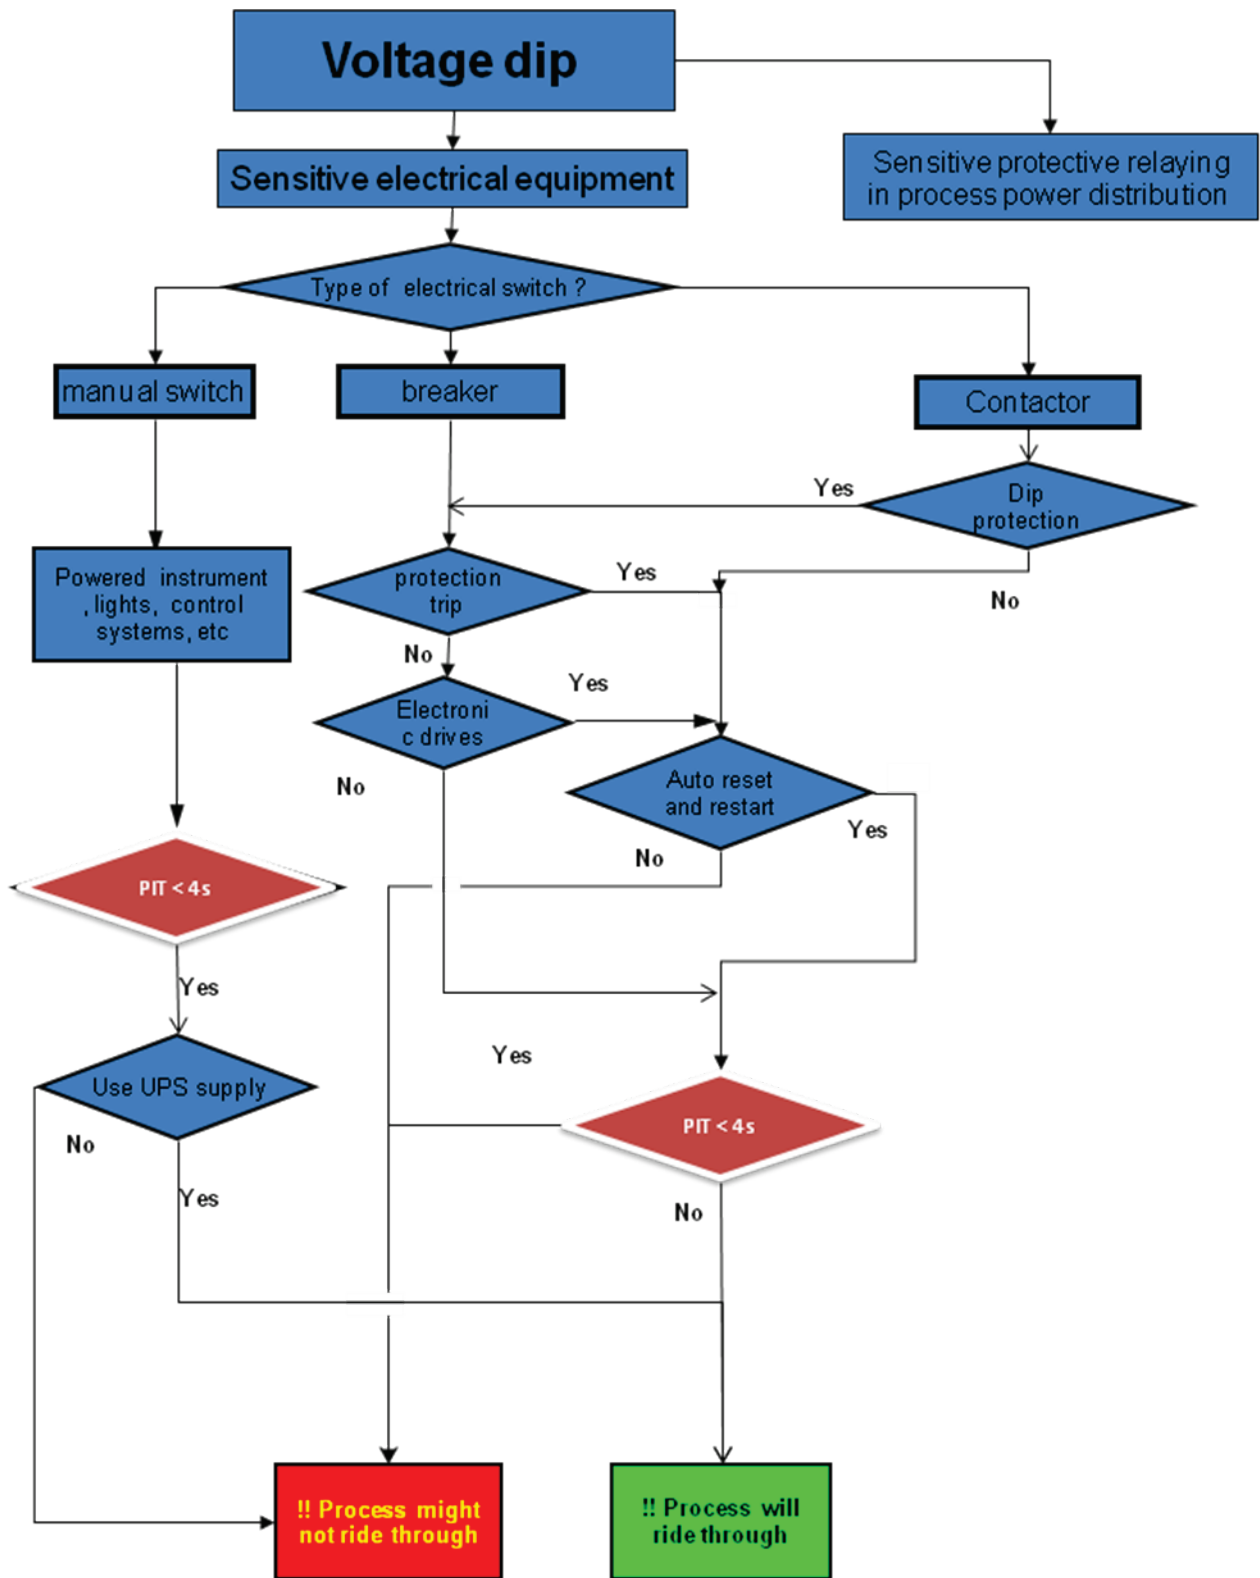 Voltage dip
Sensitive electrical equipment
Sensitive protective relaying
in process power distribution
Type of electrical switch ?
manual switch
breaker
Contactor
Yes
Dip
protection
Powered instrument
, lights, control
systems, etc
protection
trip
Yes
No
No
Yes
Electroni
c drives
No
Auto reset
and restart
Yes
No
PIT < 4s
Yes
Yes
Use UPS supply
PIT < 4s
No
Yes
No
!! Process might
not ride through
!! Process will
ride through